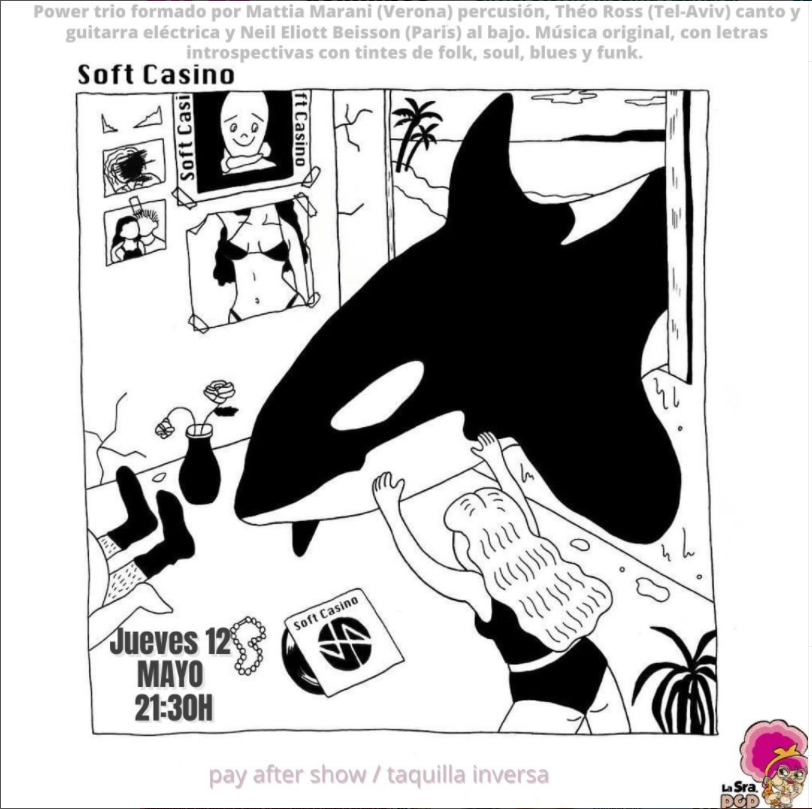 Power trio formado por Mattia Marani (Verona) percusión, Théo Ross (Tel-Aviv) canto y
guitarra eléctrica y Neil Eliott Beisson (Paris) al bajo. Música original, con letras
introspectivas con tintes de folk, soul, blues y funk.
Soft Casino
Soft Casi
ft Casino
Soft Casino
Jueves 12
MAYO
21:30H
pay after show / taquilla inversa
La Sra.
POP